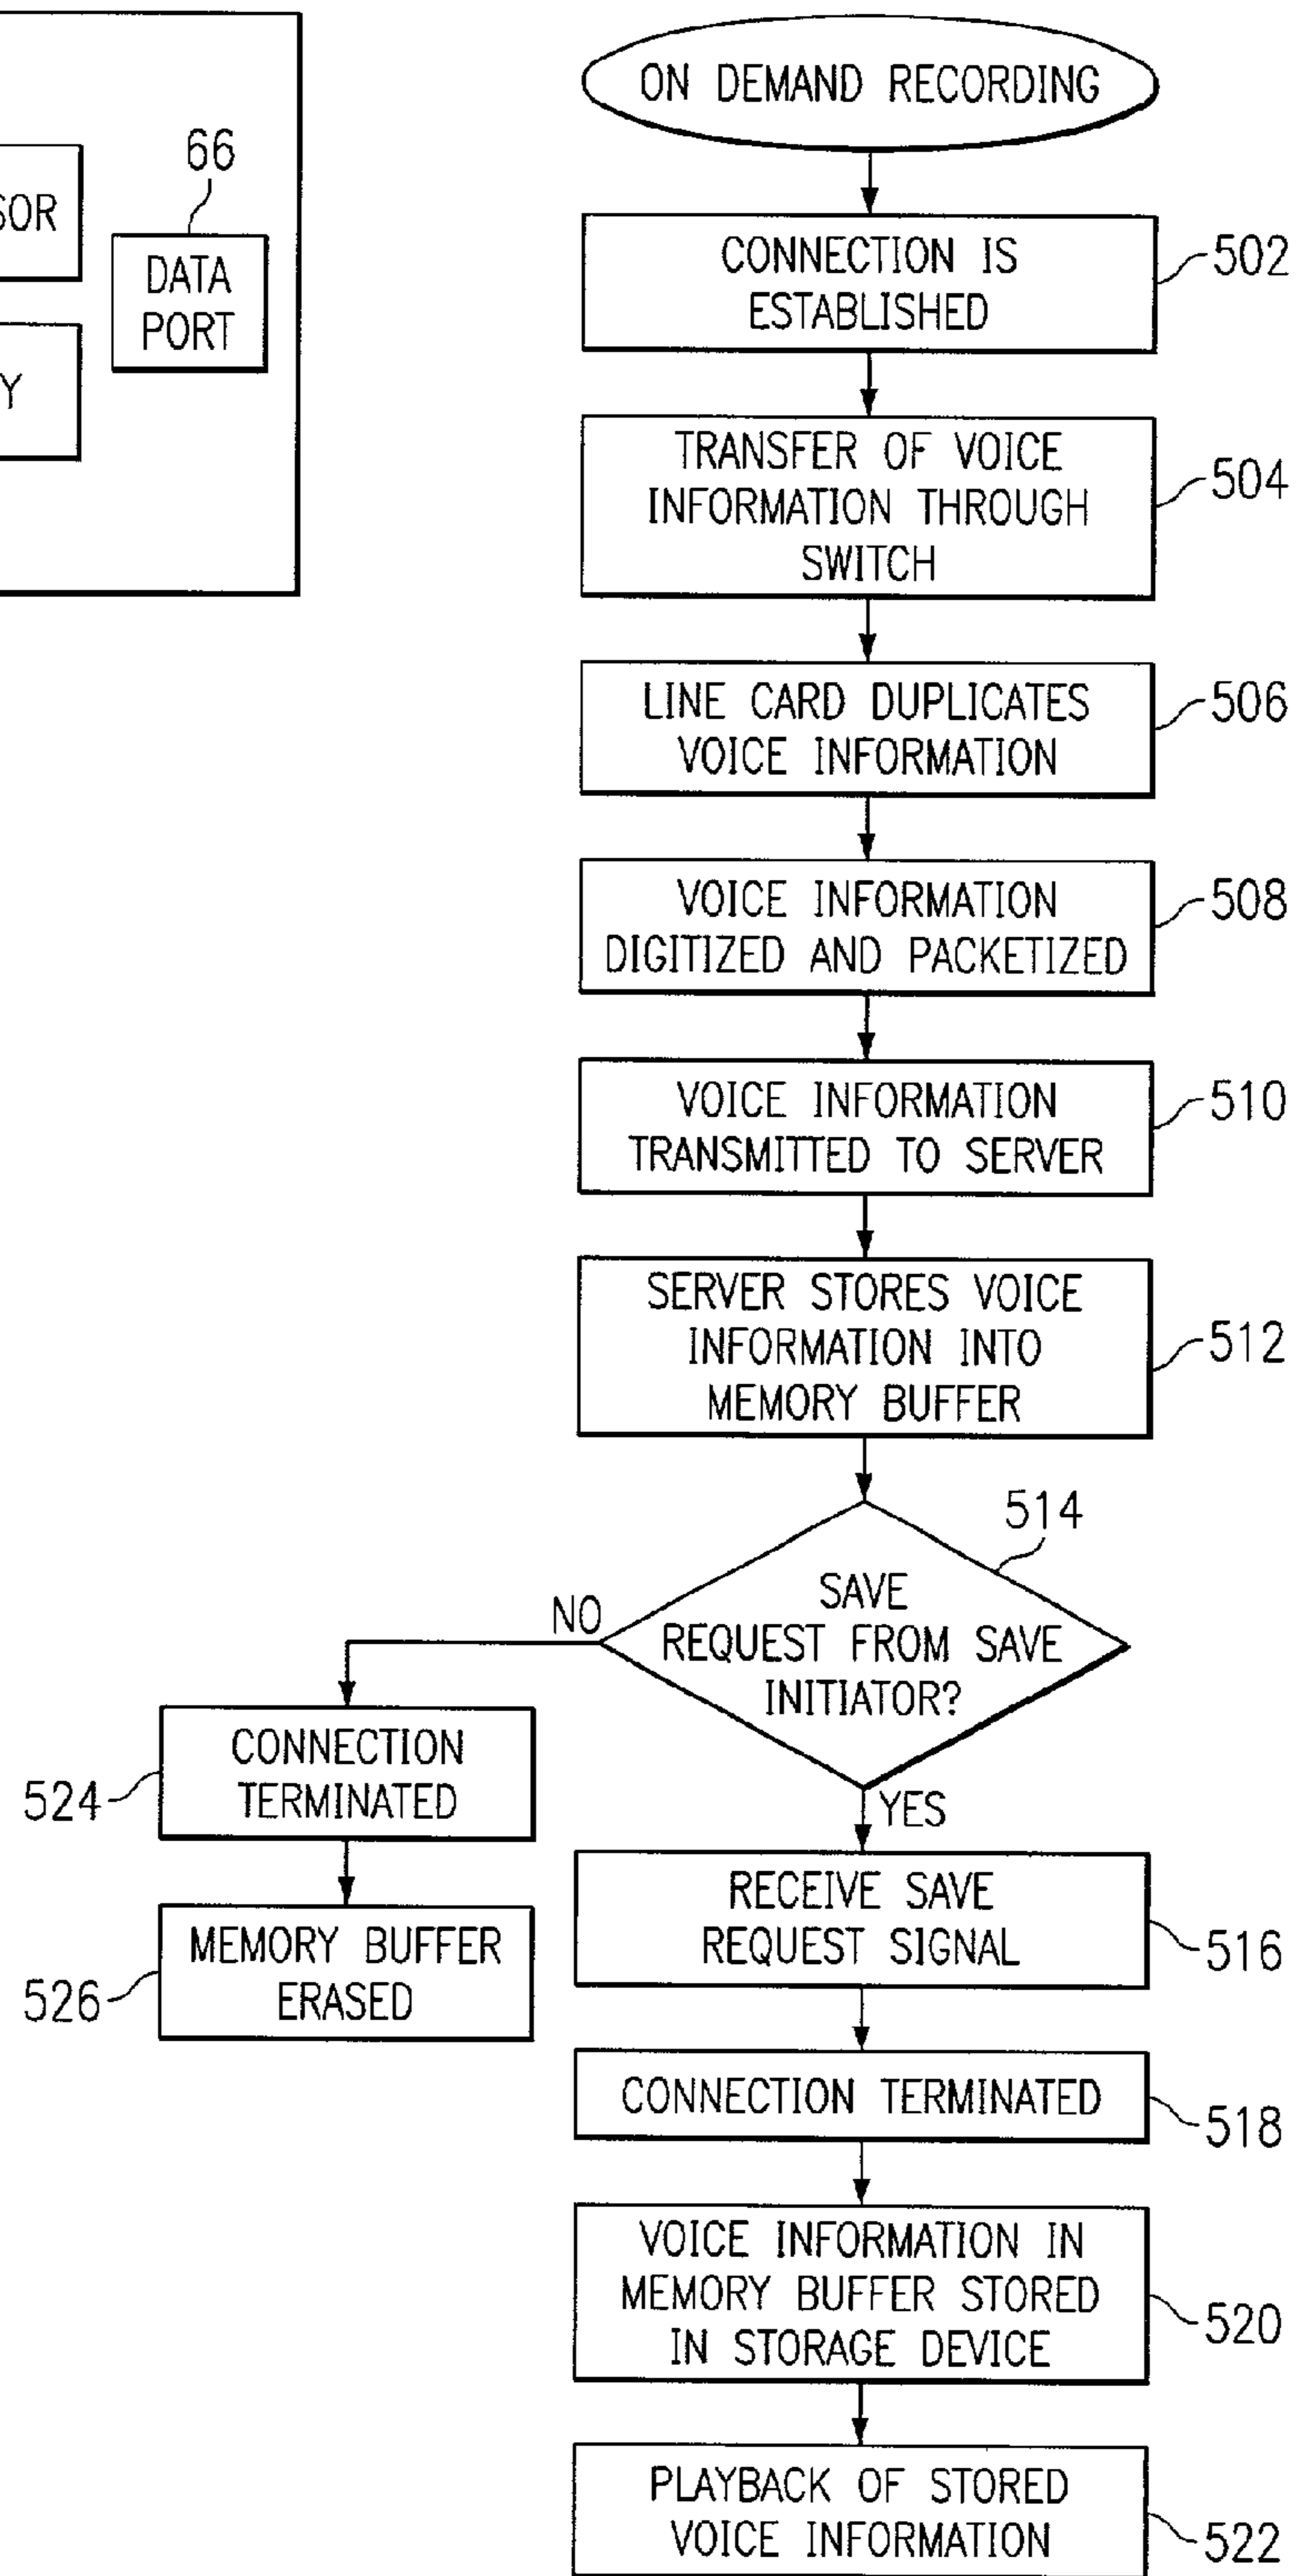 66
DATA
PORT
ON DEMAND RECORDING
CONNECTION IS
ESTABLISHED
502
TRANSFER OF VOICE
INFORMATION THROUGH
SWITCH
504
LINE CARD DUPLICATES
VOICE INFORMATION
506
VOICE INFORMATION
DIGITIZED AND PACKETIZED
508
VOICE INFORMATION
TRANSMITTED TO SERVER
510
SERVER STORES VOICE
INFORMATION INTO
MEMORY BUFFER
512
514
SAVE
REQUEST FROM SAVE
INITIATOR?
NO
CONNECTION
TERMINATED
524
MEMORY BUFFER
ERASED
526
YES
RECEIVE SAVE
REQUEST SIGNAL
516
CONNECTION TERMINATED
518
VOICE INFORMATION IN
MEMORY BUFFER STORED
IN STORAGE DEVICE
520
PLAYBACK OF STORED
VOICE INFORMATION
522